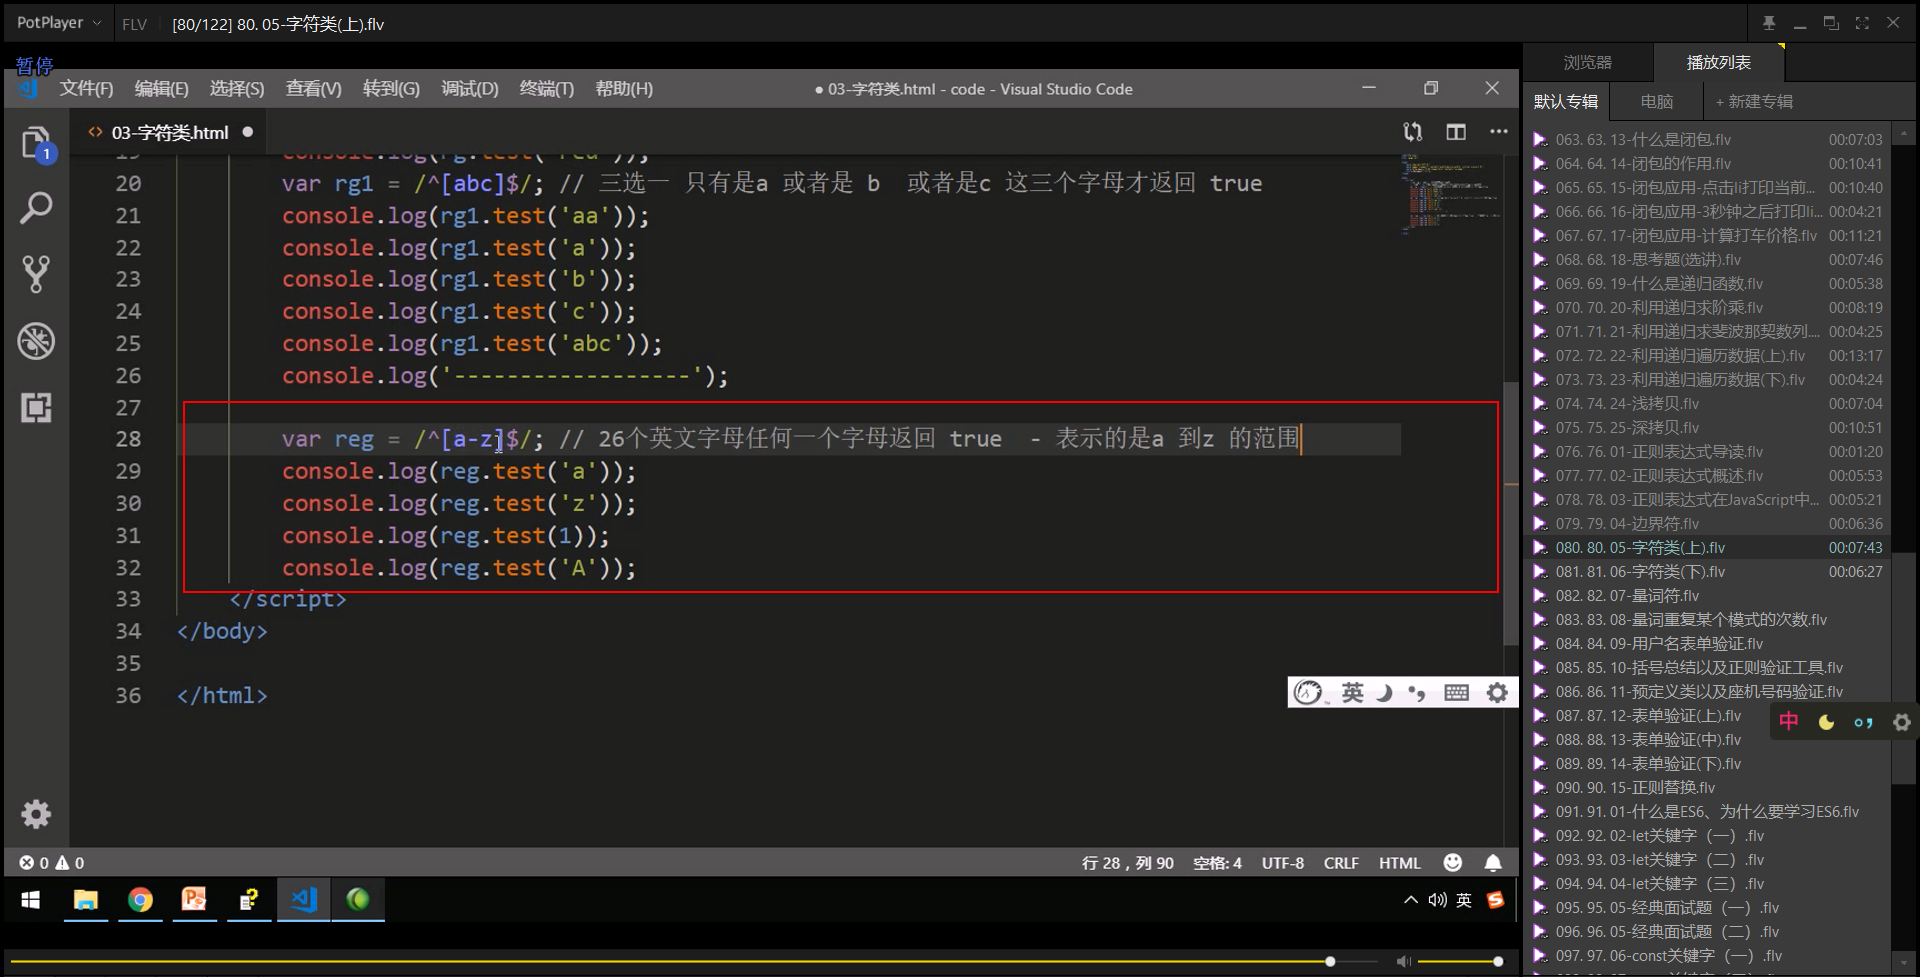 PotPlayer FLV [80/122] 80. 05-字符类(上).flv
暂停
文件(F) 编辑(E) 选择(S) 查看(V) 转到(G) 调试(D) 终端(T) 帮助(H) ● 03-字符类.html - code - Visual Studio Code
<> 03-字符类.html ●
1
20 var rg1 = /^[abc]$/; // 三选一 只有是a 或者是 b 或者是c 这三个字母才返回 true
21 console.log(rg1.test('aa'));
22 console.log(rg1.test('a'));
23 console.log(rg1.test('b'));
24 console.log(rg1.test('c'));
25 console.log(rg1.test('abc'));
26 console.log('------------------');
27
28 var reg = /^[a-z]$/; // 26个英文字母任何一个字母返回 true - 表示的是a 到z 的范围
29 console.log(reg.test('a'));
30 console.log(reg.test('z'));
31 console.log(reg.test(1));
32 console.log(reg.test('A'));
33 </script>
34 </body>
35
36 </html>
英
0 0 行 28，列 90 空格: 4 UTF-8 CRLF HTML
英
浏览器 播放列表
默认专辑 电脑 + 新建专辑
063. 63. 13-什么是闭包.flv 00:07:03
064. 64. 14-闭包的作用.flv 00:10:41
065. 65. 15-闭包应用-点击li打印当前... 00:10:40
066. 66. 16-闭包应用-3秒钟之后打印li... 00:04:21
067. 67. 17-闭包应用-计算打车价格.flv 00:11:21
068. 68. 18-思考题(选讲).flv 00:07:46
069. 69. 19-什么是递归函数.flv 00:05:38
070. 70. 20-利用递归求阶乘.flv 00:08:19
071. 71. 21-利用递归求斐波那契数列.... 00:04:25
072. 72. 22-利用递归遍历数据(上).flv 00:13:17
073. 73. 23-利用递归遍历数据(下).flv 00:04:24
074. 74. 24-浅拷贝.flv 00:07:04
075. 75. 25-深拷贝.flv 00:10:51
076. 76. 01-正则表达式导读.flv 00:01:20
077. 77. 02-正则表达式概述.flv 00:05:53
078. 78. 03-正则表达式在JavaScript中... 00:05:21
079. 79. 04-边界符.flv 00:06:36
080. 80. 05-字符类(上).flv 00:07:43
081. 81. 06-字符类(下).flv 00:06:27
082. 82. 07-量词符.flv
083. 83. 08-量词重复某个模式的次数.flv
084. 84. 09-用户名表单验证.flv
085. 85. 10-括号总结以及正则验证工具.flv
086. 86. 11-预定义类以及座机号码验证.flv
087. 87. 12-表单验证(上).flv
中
088. 88. 13-表单验证(中).flv
089. 89. 14-表单验证(下).flv
090. 90. 15-正则替换.flv
091. 91. 01-什么是ES6、为什么要学习ES6.flv
092. 92. 02-let关键字（一）.flv
093. 93. 03-let关键字（二）.flv
094. 94. 04-let关键字（三）.flv
095. 95. 05-经典面试题（一）.flv
096. 96. 05-经典面试题（二）.flv
097. 97. 06-const关键字（一）.flv